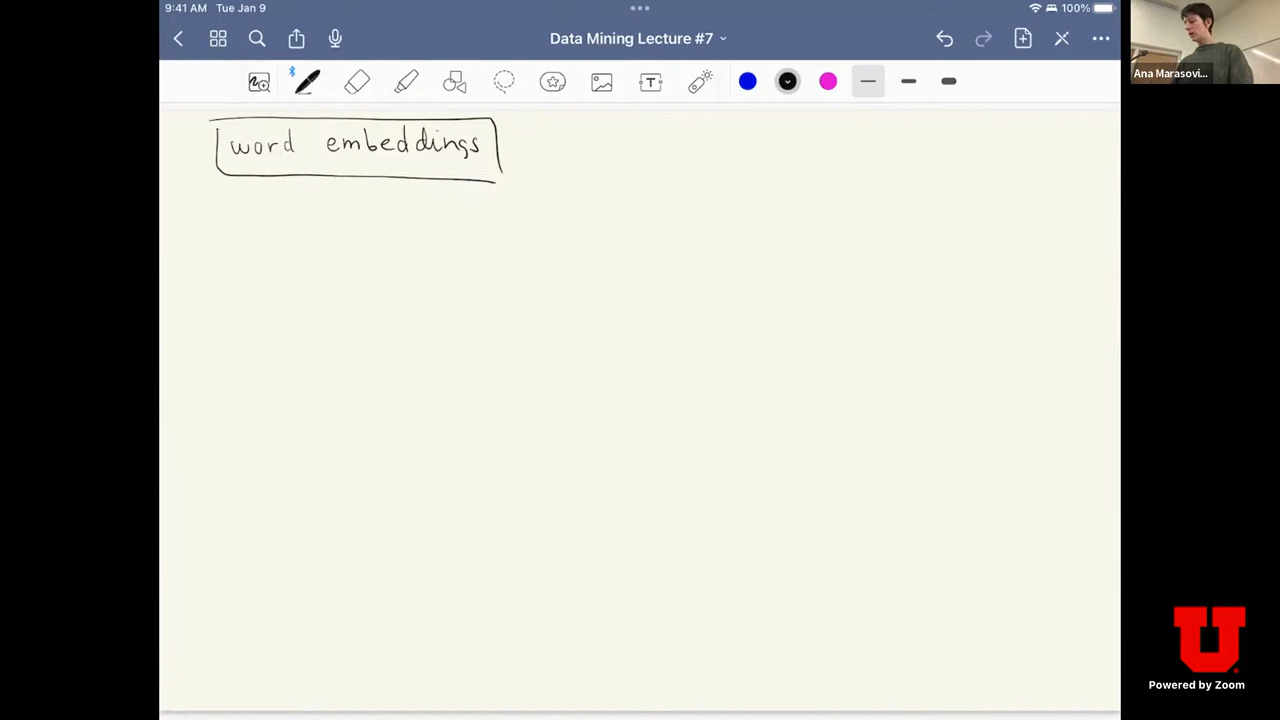 9:41 AM Tue Jan 9
100%
Data Mining Lecture #7
T
word embeddings
Ana Marasovi...
U
Powered by Zoom